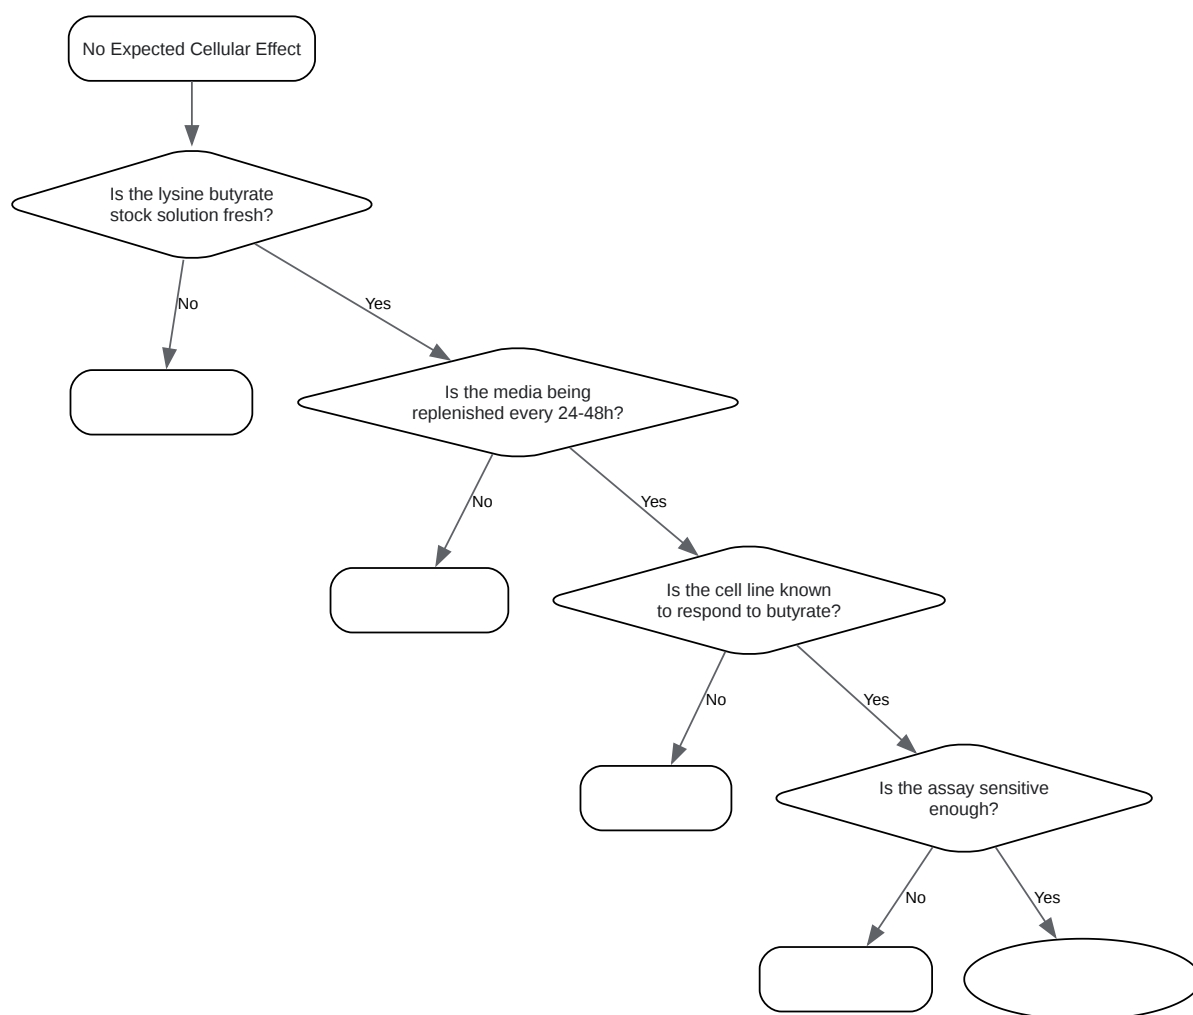 No Expected Cellular Effect
Is the lysine butyrate
stock solution fresh?
No
Yes
Is the media being
replenished every 24-48h?
No
Yes
Is the cell line known
to respond to butyrate?
No
Yes
Is the assay sensitive
enough?
No
Yes